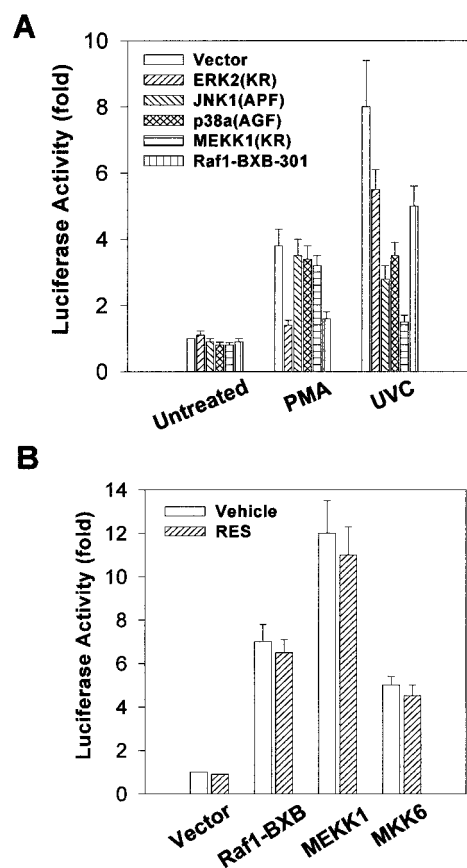 A
Luciferase Activity (fold)
10
8
6
4
2
0
Vector
ERK2(KR)
JNK1(APF)
p38a(AGF)
MEKK1(KR)
Raf1-BXB-301
Untreated
PMA
UVC
B
Luciferase Activity (fold)
14
12
10
8
6
4
2
0
Vehicle
RES
Vector
Raf1-BXB
MEKK1
MKK6